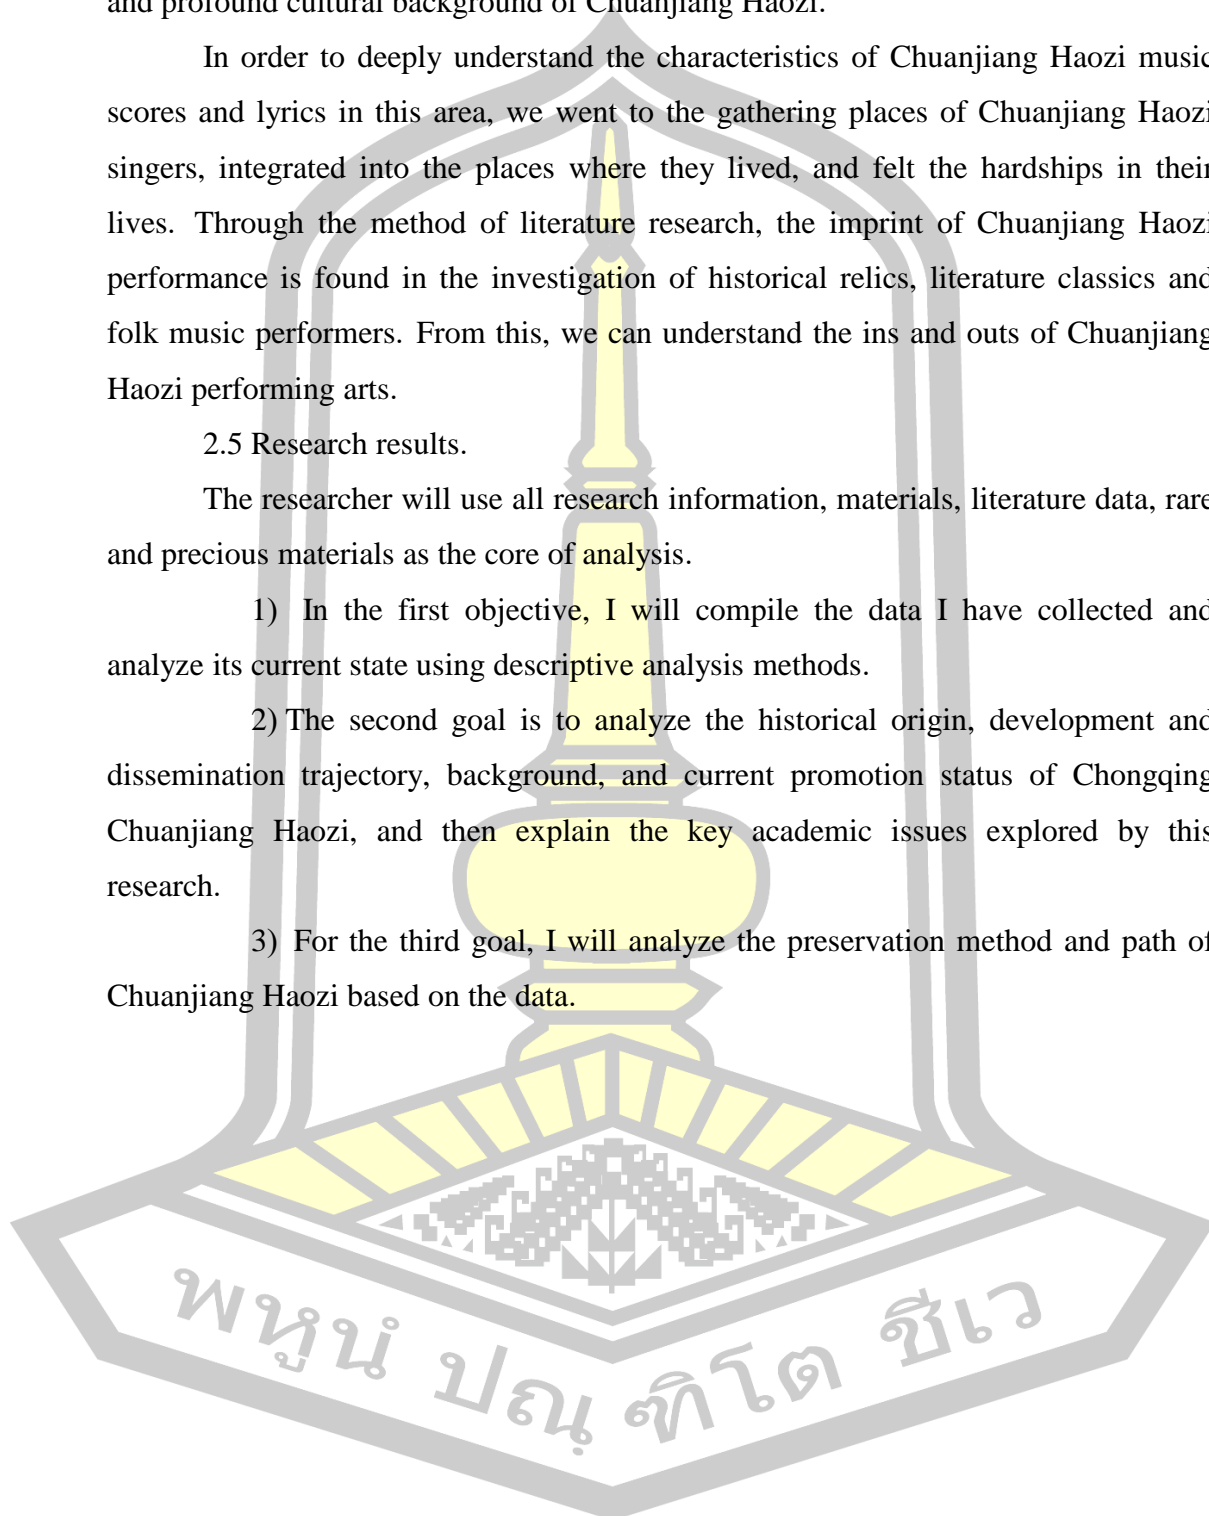 and profound cultural background of Chuanjiang Haozi.
In order to deeply understand the characteristics of Chuanjiang Haozi music
scores and lyrics in this area, we went to the gathering places of Chuanjiang Haozi
singers, integrated into the places where they lived, and felt the hardships in their
lives. Through the method of literature research, the imprint of Chuanjiang Haozi
performance is found in the investigation of historical relics, literature classics and
folk music performers. From this, we can understand the ins and outs of Chuanjiang
Haozi performing arts.
2.5 Research results.
The researcher will use all research information, materials, literature data, rare
and precious materials as the core of analysis.
1) In the first objective, I will compile the data I have collected and
analyze its current state using descriptive analysis methods.
2) The second goal is to analyze the historical origin, development and
dissemination trajectory, background, and current promotion status of Chongqing
Chuanjiang Haozi, and then explain the key academic issues explored by this
research.
3) For the third goal, I will analyze the preservation method and path of
Chuanjiang Haozi based on the data.
พหูนํ ปณฺฑิโต ชีเว